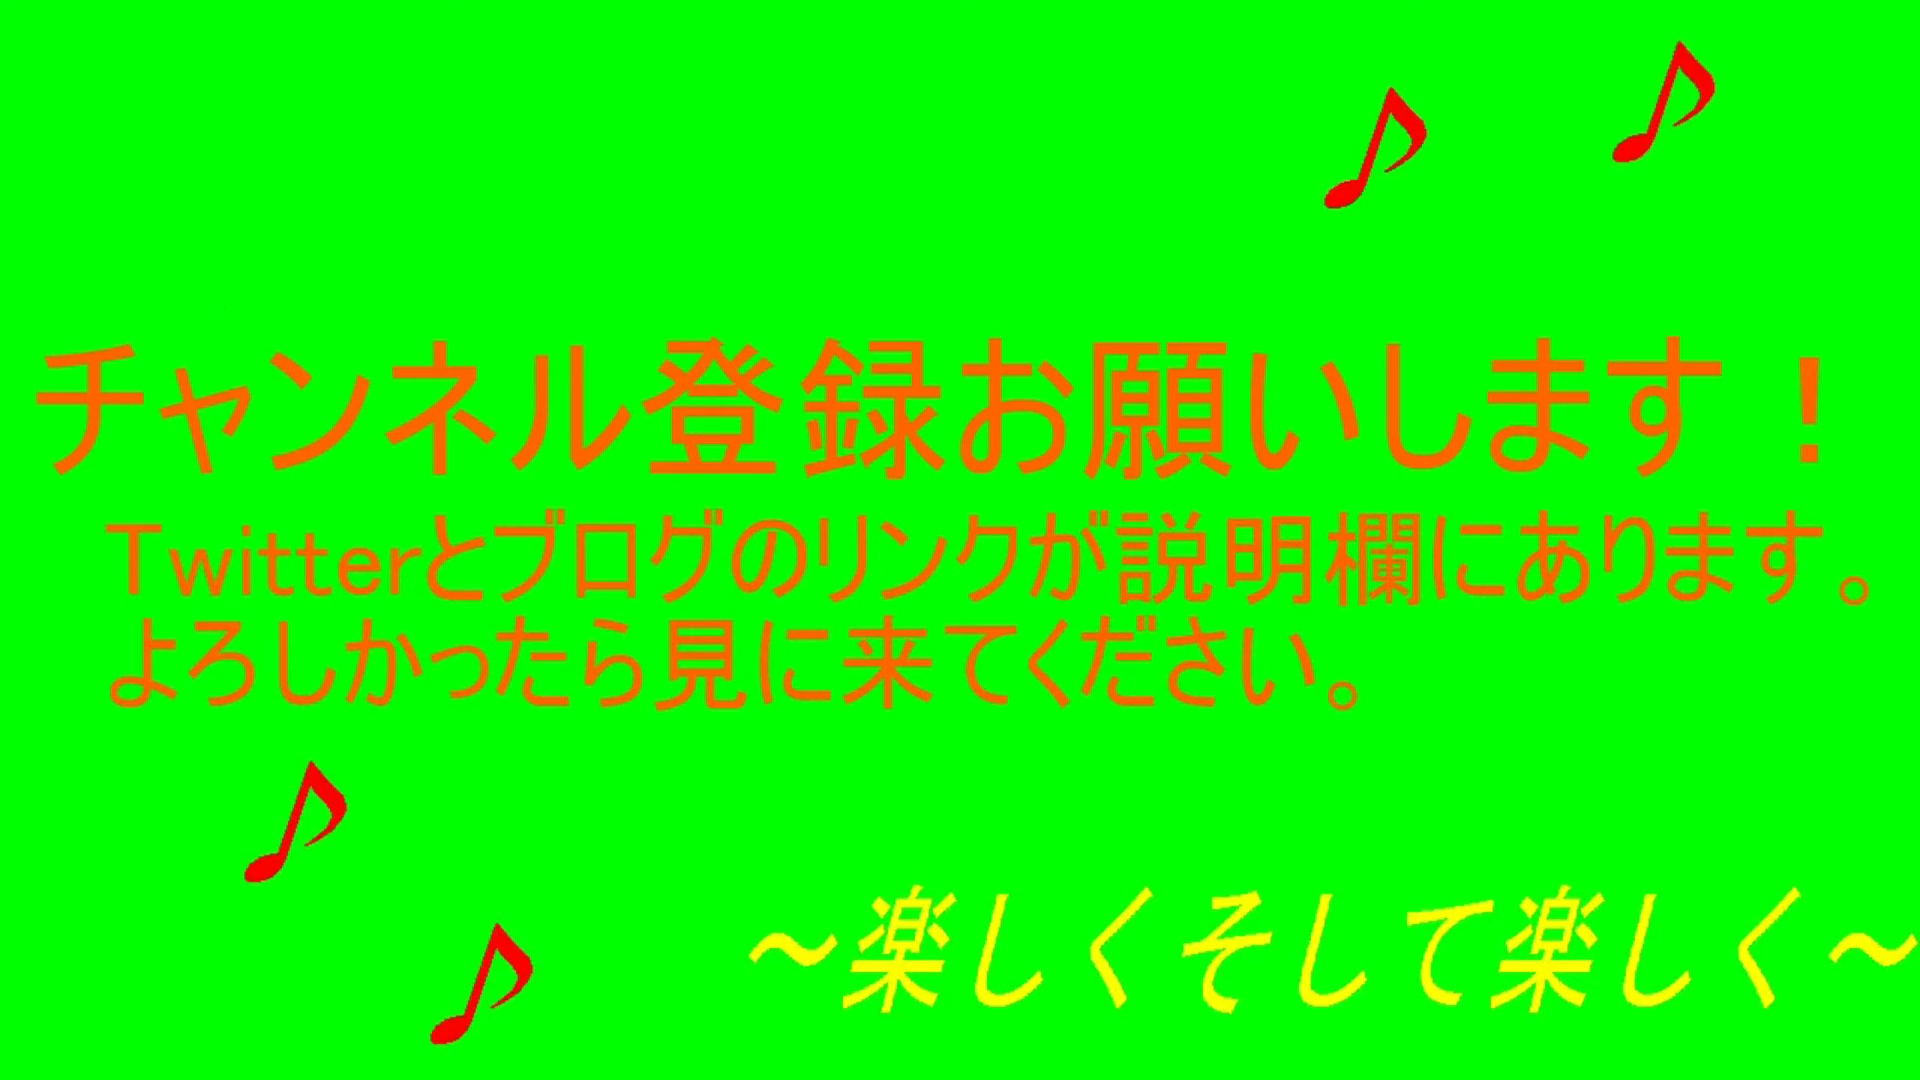 チャンネル登録お願いします！
Twitterとブログのリンクが説明欄にあります。
よろしかったら見に来てください。
～楽しくそして楽しく～